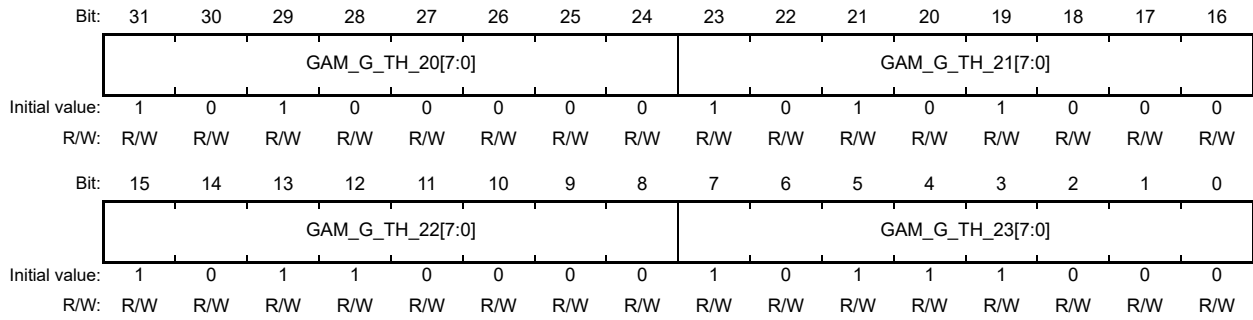 Bit: 31 30 29 28 27 26 25 24 23 22 21 20 19 18 17 16
GAM_G_TH_20[7:0] GAM_G_TH_21[7:0]
Initial value: 1 0 1 0 0 0 0 0 1 0 1 0 1 0 0 0
R/W: R/W R/W R/W R/W R/W R/W R/W R/W R/W R/W R/W R/W R/W R/W R/W R/W
Bit: 15 14 13 12 11 10 9 8 7 6 5 4 3 2 1 0
GAM_G_TH_22[7:0] GAM_G_TH_23[7:0]
Initial value: 1 0 1 1 0 0 0 0 1 0 1 1 1 0 0 0
R/W: R/W R/W R/W R/W R/W R/W R/W R/W R/W R/W R/W R/W R/W R/W R/W R/W